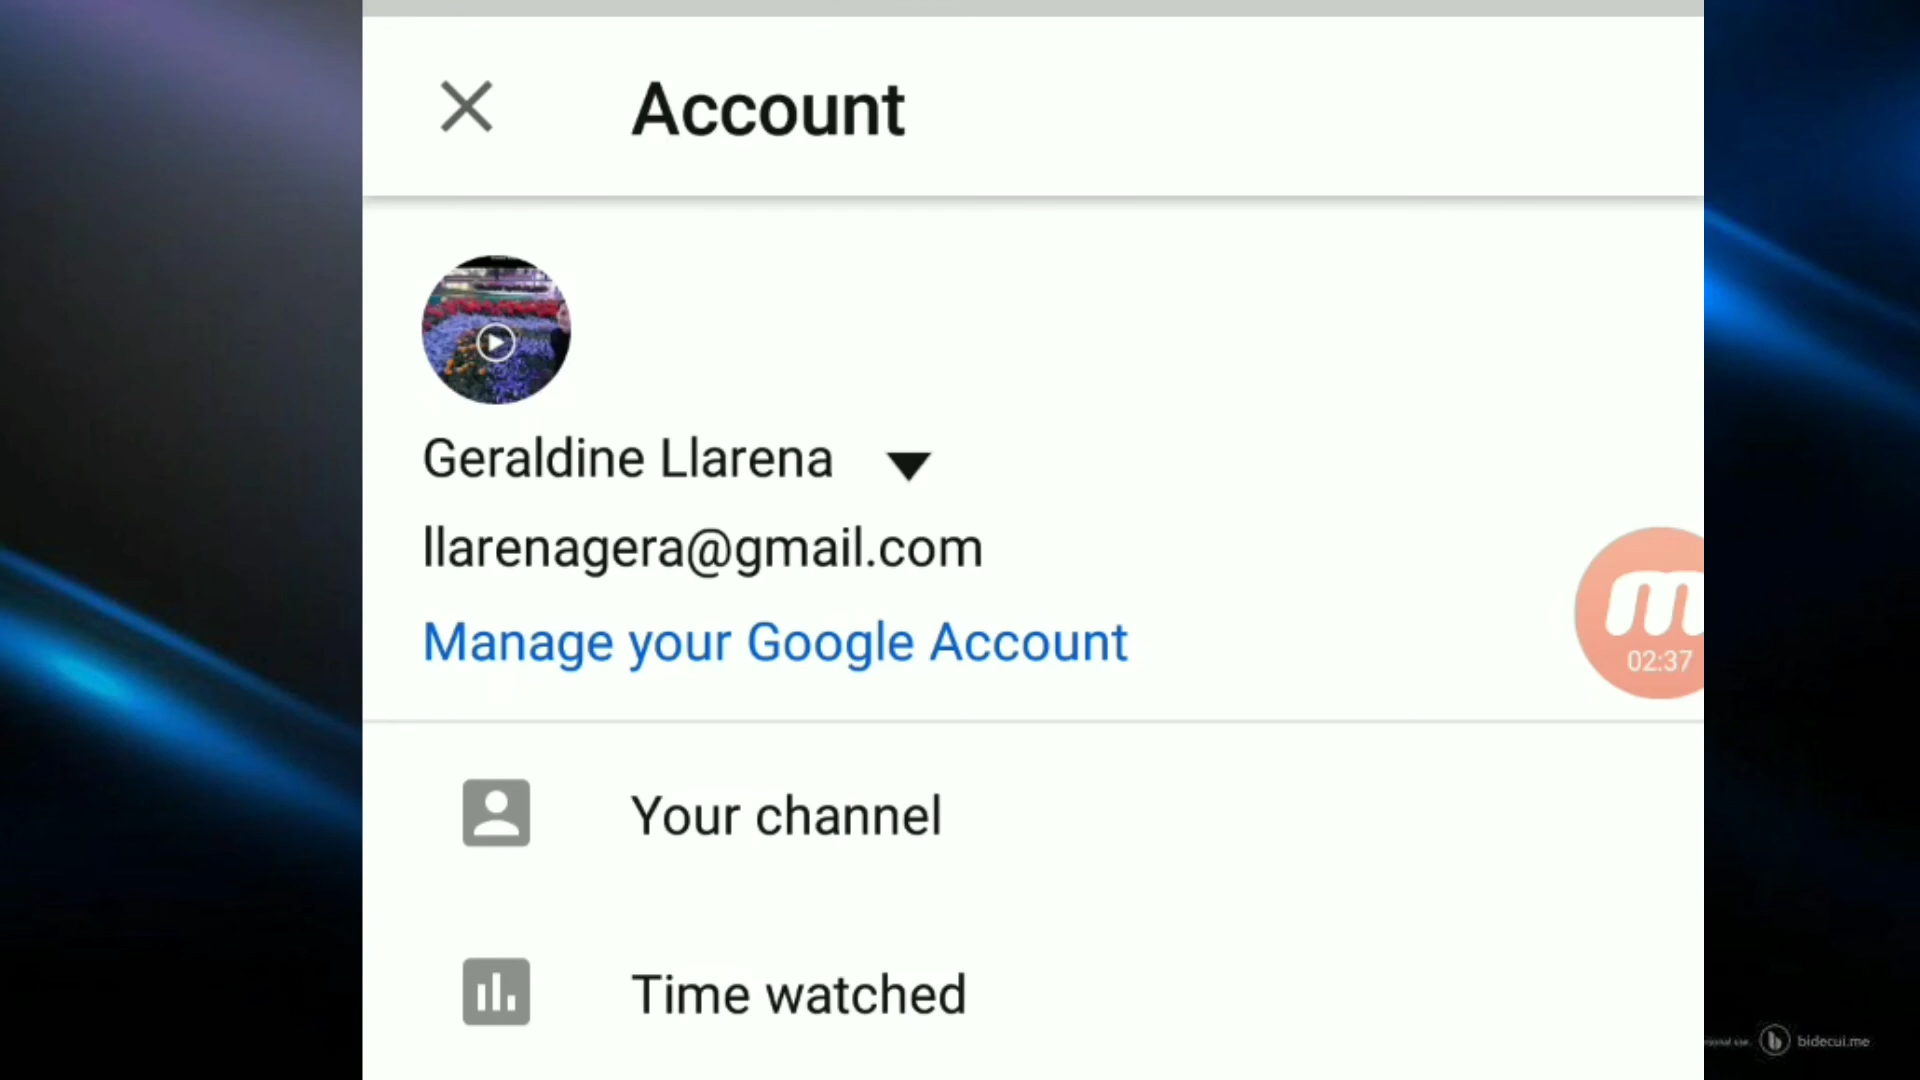 Account
Geraldine Llarena
llarenagera@gmail.com
Manage your Google Account
02:37
Your channel
Time watched
bidecui.me